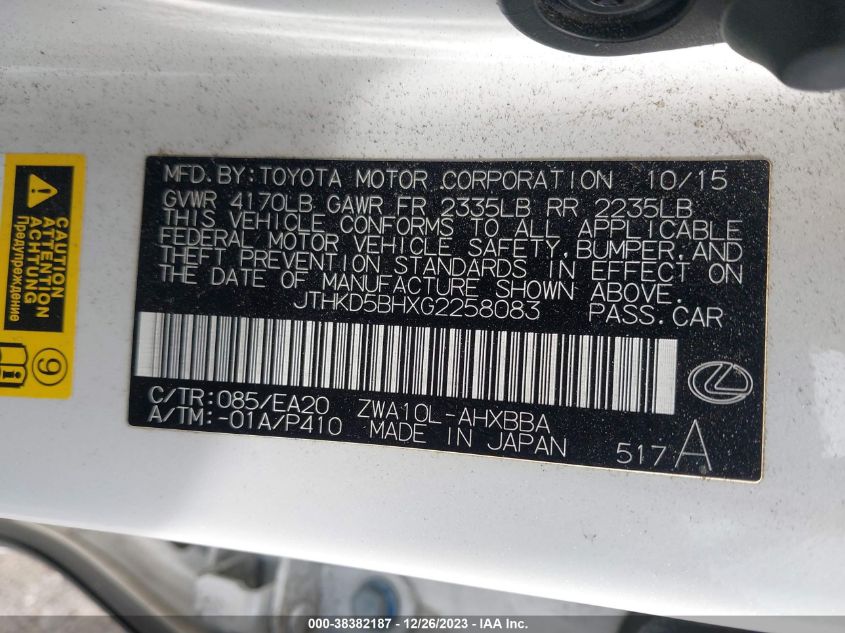 MFD. BY: TOYOTA MOTOR CORPORATION 10/15
GVWR 4170LB GAWR FR 2335LB RR 2235LB
THIS VEHICLE CONFORMS TO ALL APPLICABLE
FEDERAL MOTOR VEHICLE SAFETY, BUMPER, AND
THEFT PREVENTION STANDARDS IN EFFECT ON
THE DATE OF MANUFACTURE SHOWN ABOVE.
JTHKD5BHXG2258083 PASS. CAR
C/TR: 085/EA20 ZWA10L-AHXBBA
A/TM: -01A/P410 MADE IN JAPAN
517 A
CAUTION
ATTENTION
ACHTUNG
Предупреждение
9
000-38382187 - 12/26/2023 - IAA Inc.